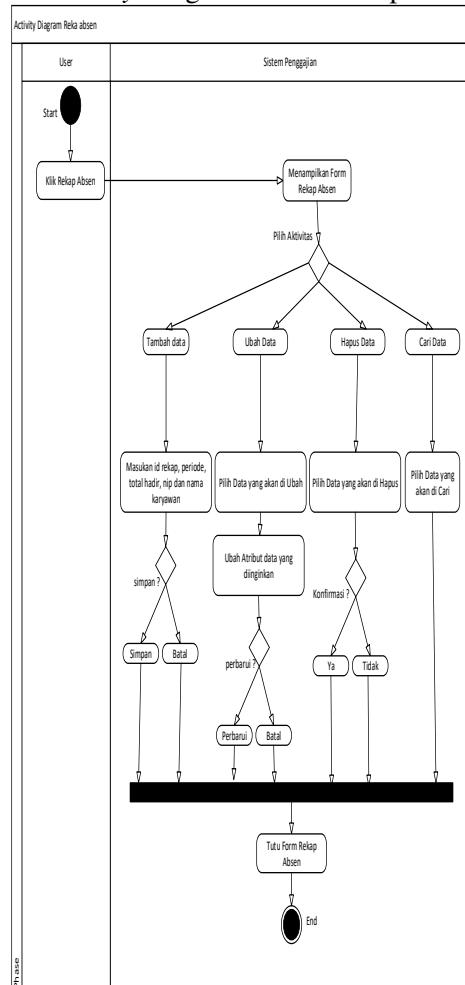 Activity Diagram Reka absen
User
Sistem Penggajian
Start
Klik Rekap Absen
Menampilkan Form
Rekap Absen
Pilih Aktivitas
Tambah data
Ubah Data
Hapus Data
Cari Data
Masukan id rekap, periode,
total hadir, nip dan nama
karyawan
Pilih Data yang akan di Ubah
Pilih Data yang akan di Hapus
Pilih Data yang
akan di Cari
Ubah Atribut data yang
diinginkan
simpan ?
Konfirmasi ?
Simpan
Batal
perbarui ?
Ya
Tidak
Perbarui
Batal
Tutu Form Rekap
Absen
End
Phase